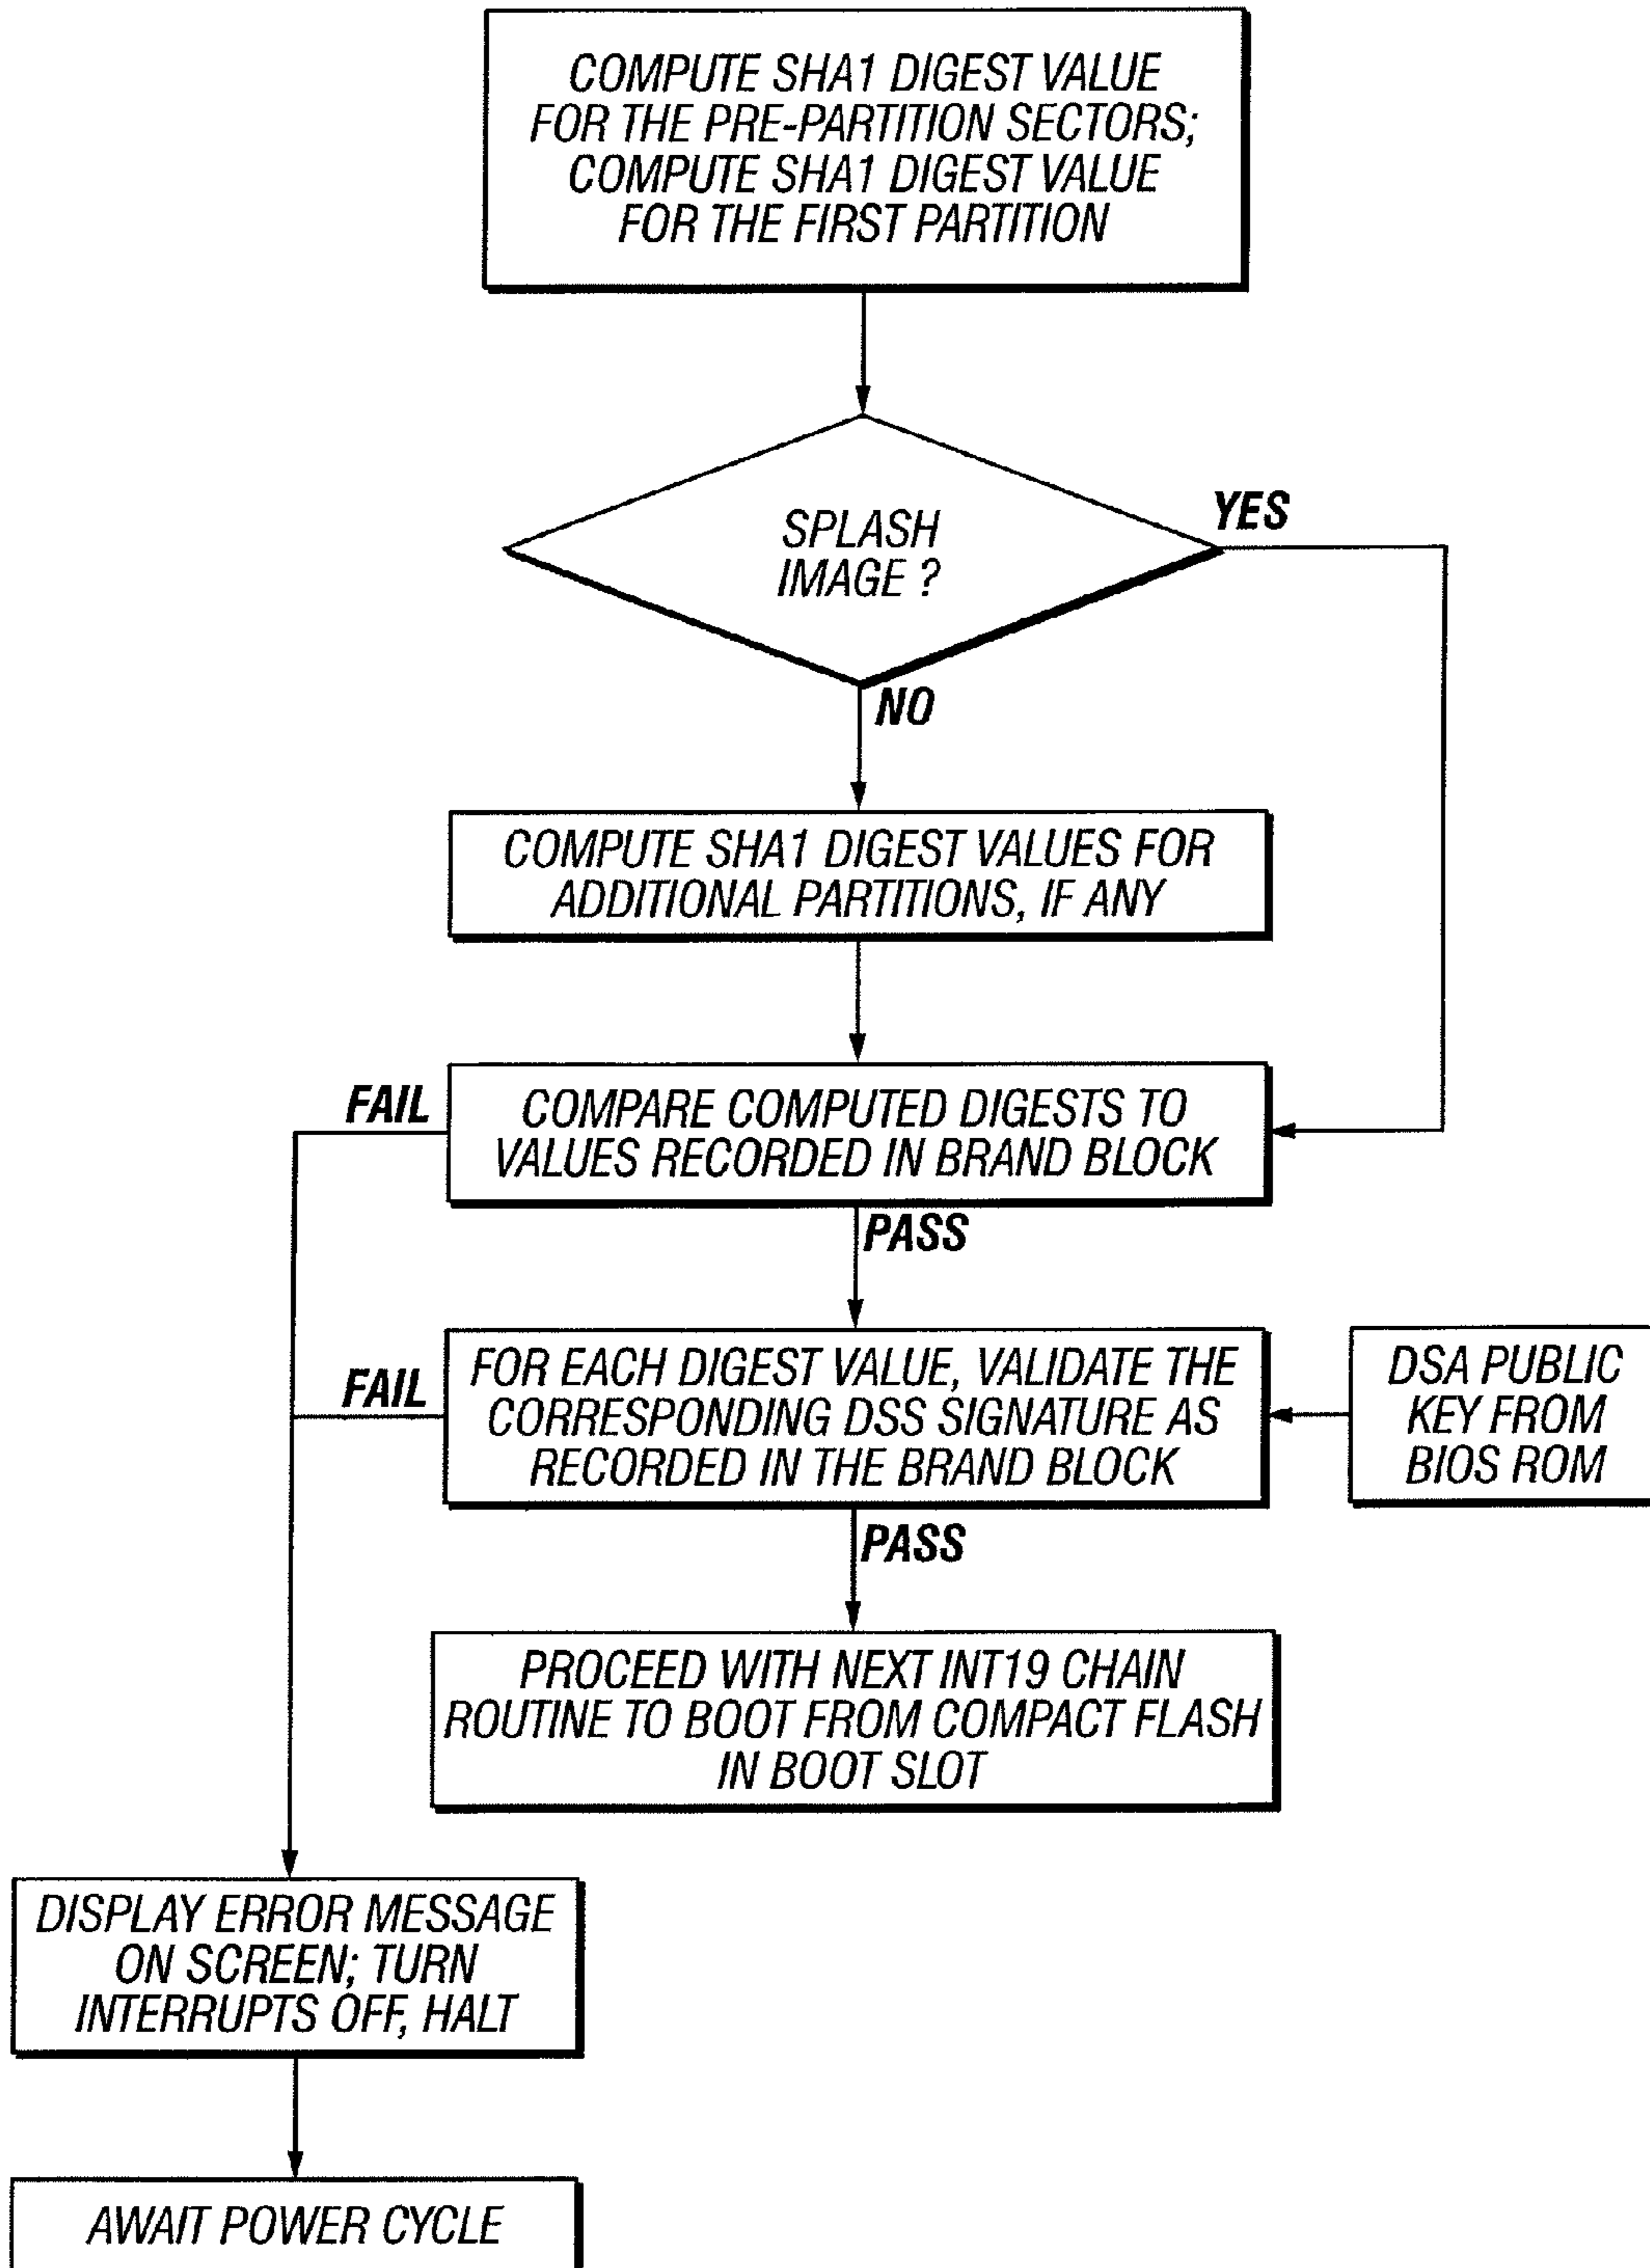 COMPUTE SHA1 DIGEST VALUE
FOR THE PRE-PARTITION SECTORS;
COMPUTE SHA1 DIGEST VALUE
FOR THE FIRST PARTITION
SPLASH
IMAGE ?
YES
NO
COMPUTE SHA1 DIGEST VALUES FOR
ADDITIONAL PARTITIONS, IF ANY
FAIL
COMPARE COMPUTED DIGESTS TO
VALUES RECORDED IN BRAND BLOCK
PASS
FAIL
FOR EACH DIGEST VALUE, VALIDATE THE
CORRESPONDING DSS SIGNATURE AS
RECORDED IN THE BRAND BLOCK
DSA PUBLIC
KEY FROM
BIOS ROM
PASS
PROCEED WITH NEXT INT19 CHAIN
ROUTINE TO BOOT FROM COMPACT FLASH
IN BOOT SLOT
DISPLAY ERROR MESSAGE
ON SCREEN; TURN
INTERRUPTS OFF, HALT
AWAIT POWER CYCLE